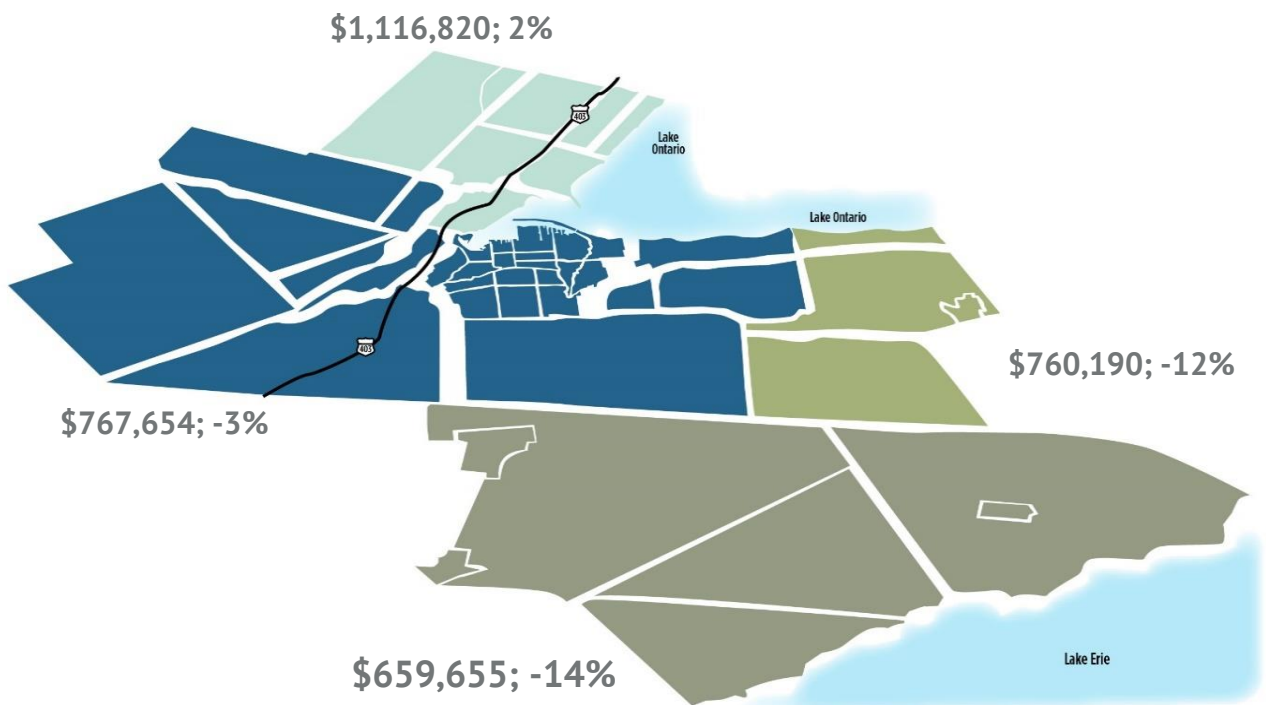 $1,116,820; 2%
403
Lake
Ontario
Lake Ontario
$760,190; -12%
403
$767,654; -3%
$659,655; -14%
Lake Erie